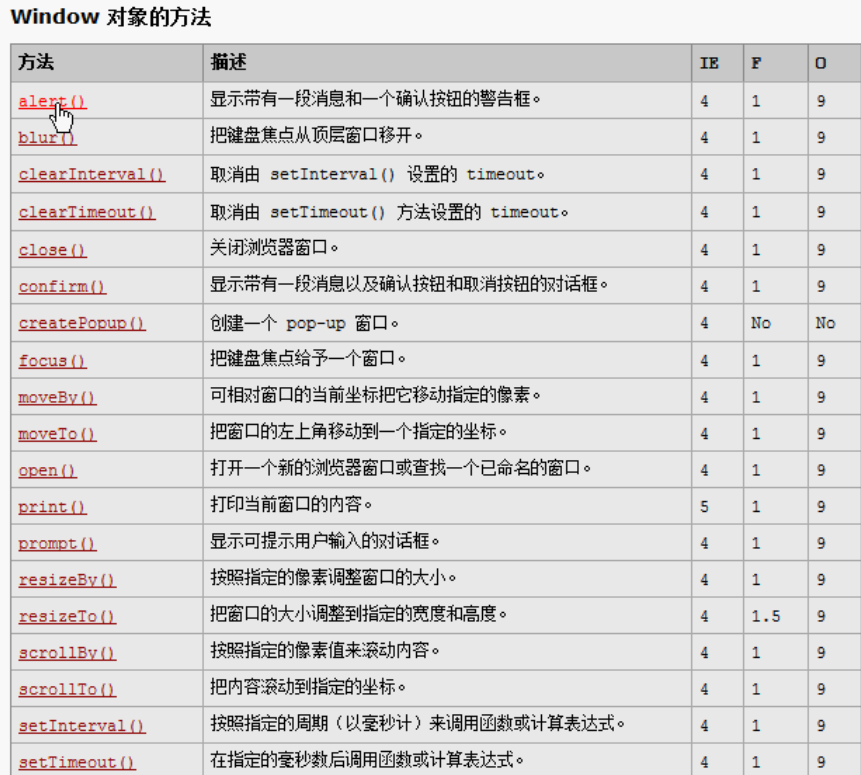 Window 对象的方法
方法 描述 IE F O
alert() 显示带有一段消息和一个确认按钮的警告框。 4 1 9
blur() 把键盘焦点从顶层窗口移开。 4 1 9
clearInterval() 取消由 setInterval() 设置的 timeout。 4 1 9
clearTimeout() 取消由 setTimeout() 方法设置的 timeout。 4 1 9
close() 关闭浏览器窗口。 4 1 9
confirm() 显示带有一段消息以及确认按钮和取消按钮的对话框。 4 1 9
createPopup() 创建一个 pop-up 窗口。 4 No No
focus() 把键盘焦点给予一个窗口。 4 1 9
moveBy() 可相对窗口的当前坐标把它移动指定的像素。 4 1 9
moveTo() 把窗口的左上角移动到一个指定的坐标。 4 1 9
open() 打开一个新的浏览器窗口或查找一个已命名的窗口。 4 1 9
print() 打印当前窗口的内容。 5 1 9
prompt() 显示可提示用户输入的对话框。 4 1 9
resizeBy() 按照指定的像素调整窗口的大小。 4 1 9
resizeTo() 把窗口的大小调整到指定的宽度和高度。 4 1.5 9
scrollBy() 按照指定的像素值来滚动内容。 4 1 9
scrollTo() 把内容滚动到指定的坐标。 4 1 9
setInterval() 按照指定的周期（以毫秒计）来调用函数或计算表达式。 4 1 9
setTimeout() 在指定的毫秒数后调用函数或计算表达式。 4 1 9